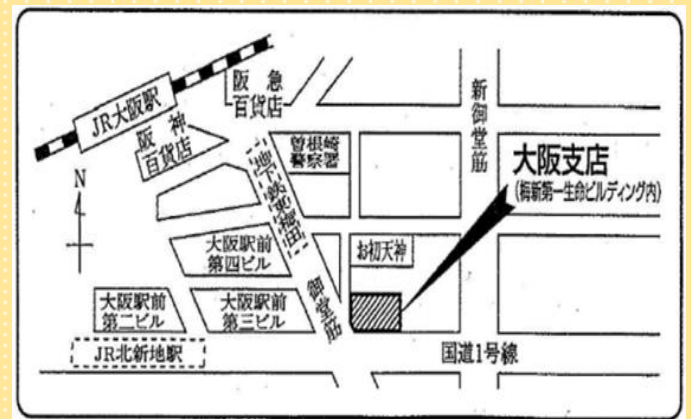 JR大阪駅
阪急
百貨店
阪神
百貨店
新御堂筋
曽根崎
警察署
地下鉄東梅田
大阪支店
(梅新第一生命ビルディング内)
N
大阪駅前
第四ビル
お初天神
御堂筋
大阪駅前
第二ビル
大阪駅前
第三ビル
JR北新地駅
国道1号線